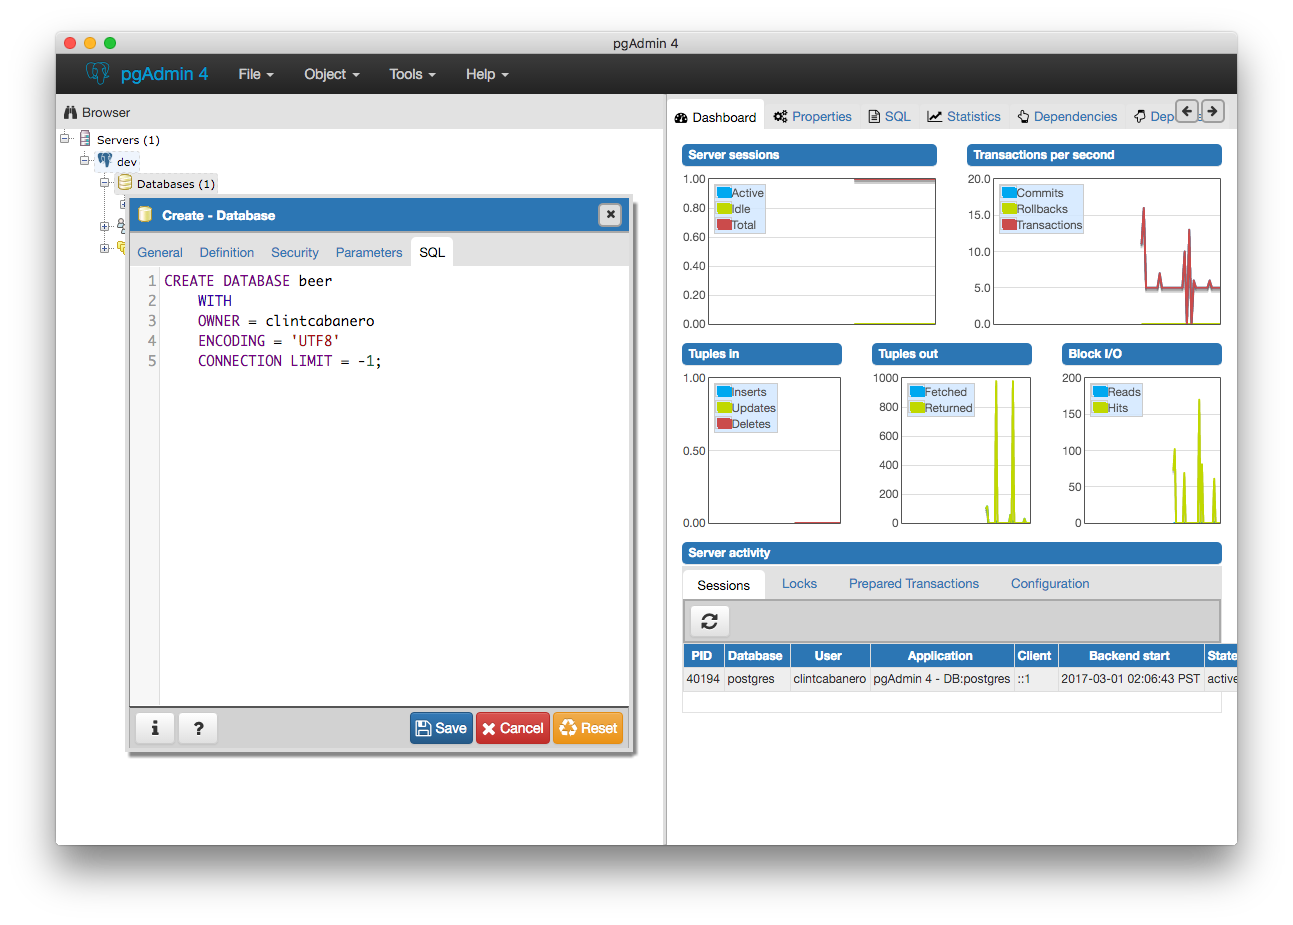 pgAdmin 4
pgAdmin 4 File Object Tools Help
Browser
Servers (1)
dev
Databases (1)
Create - Database
General Definition Security Parameters SQL
1 CREATE DATABASE beer
2 WITH
3 OWNER = clintcabanero
4 ENCODING = 'UTF8'
5 CONNECTION LIMIT = -1;
i ? Save Cancel Reset
Dashboard Properties SQL Statistics Dependencies
Server sessions
1.00
0.80
0.60
0.40
0.20
0.00
Active
Idle
Total
Transactions per second
20.0
15.0
10.0
5.0
0.0
Commits
Rollbacks
Transactions
Tuples in
1.00
0.50
0.00
Inserts
Updates
Deletes
Tuples out
1000
800
600
400
200
0
Fetched
Returned
Block I/O
200
150
100
50
0
Reads
Hits
Server activity
Sessions Locks Prepared Transactions Configuration
PID Database User Application Client Backend start State
40194 postgres clintcabanero pgAdmin 4 - DB:postgres ::1 2017-03-01 02:06:43 PST active